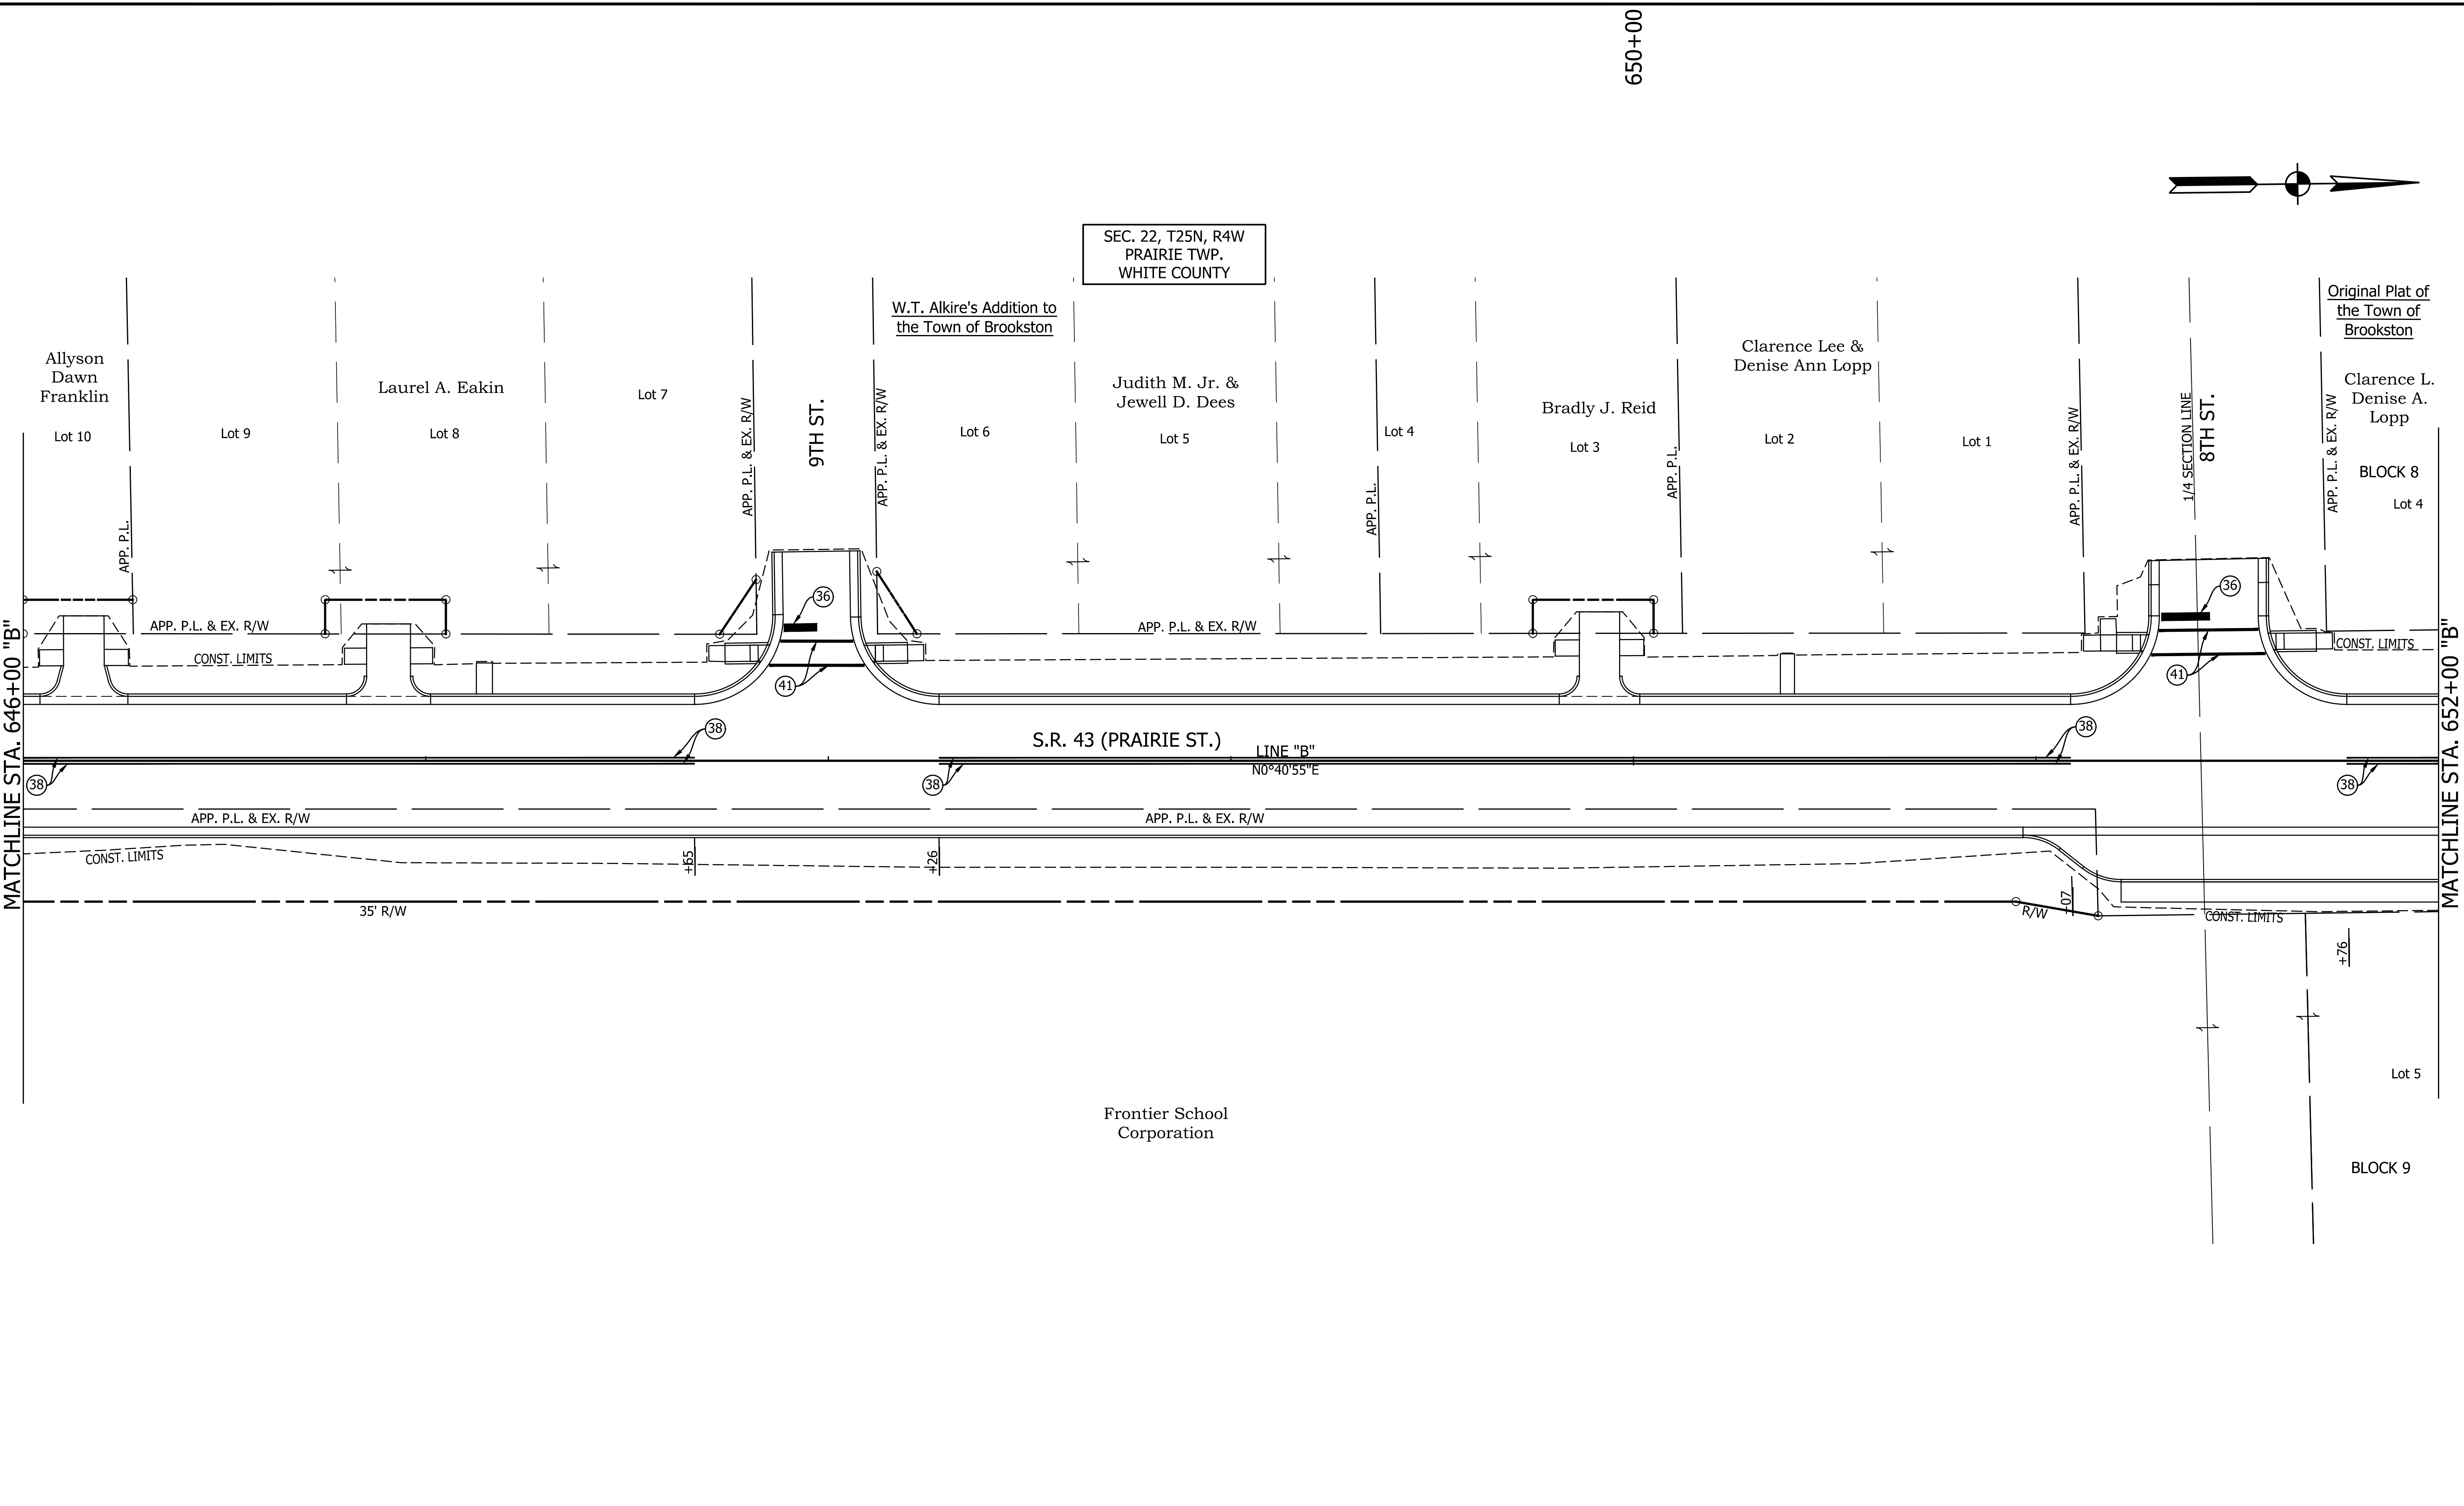 650+00
SEC. 22, T25N, R4W
PRAIRIE TWP.
WHITE COUNTY
W.T. Alkire's Addition to
the Town of Brookston
Original Plat of
the Town of
Brookston
Allyson
Dawn
Franklin
Lot 10
Lot 9
Laurel A. Eakin
Lot 8
Lot 7
9TH ST.
Lot 6
Judith M. Jr. &
Jewell D. Dees
Lot 5
Lot 4
Bradly J. Reid
Lot 3
Clarence Lee &
Denise Ann Lopp
Lot 2
Lot 1
1/4 SECTION LINE
8TH ST.
Clarence L.
Denise A.
Lopp
BLOCK 8
Lot 4
APP. P.L.
APP. P.L. & EX. R/W
APP. P.L. & EX. R/W
APP. P.L.
APP. P.L.
APP. P.L. & EX. R/W
APP. P.L. & EX. R/W
APP. P.L. & EX. R/W
APP. P.L. & EX. R/W
CONST. LIMITS
CONST. LIMITS
36
36
41
41
MATCHLINE STA. 646+00 "B"
MATCHLINE STA. 652+00 "B"
38
38
38
38
38
S.R. 43 (PRAIRIE ST.)
LINE "B"
N0°40'55"E
APP. P.L. & EX. R/W
APP. P.L. & EX. R/W
CONST. LIMITS
+65
+26
35' R/W
R/W
+07
CONST. LIMITS
+76
Lot 5
Frontier School
Corporation
BLOCK 9